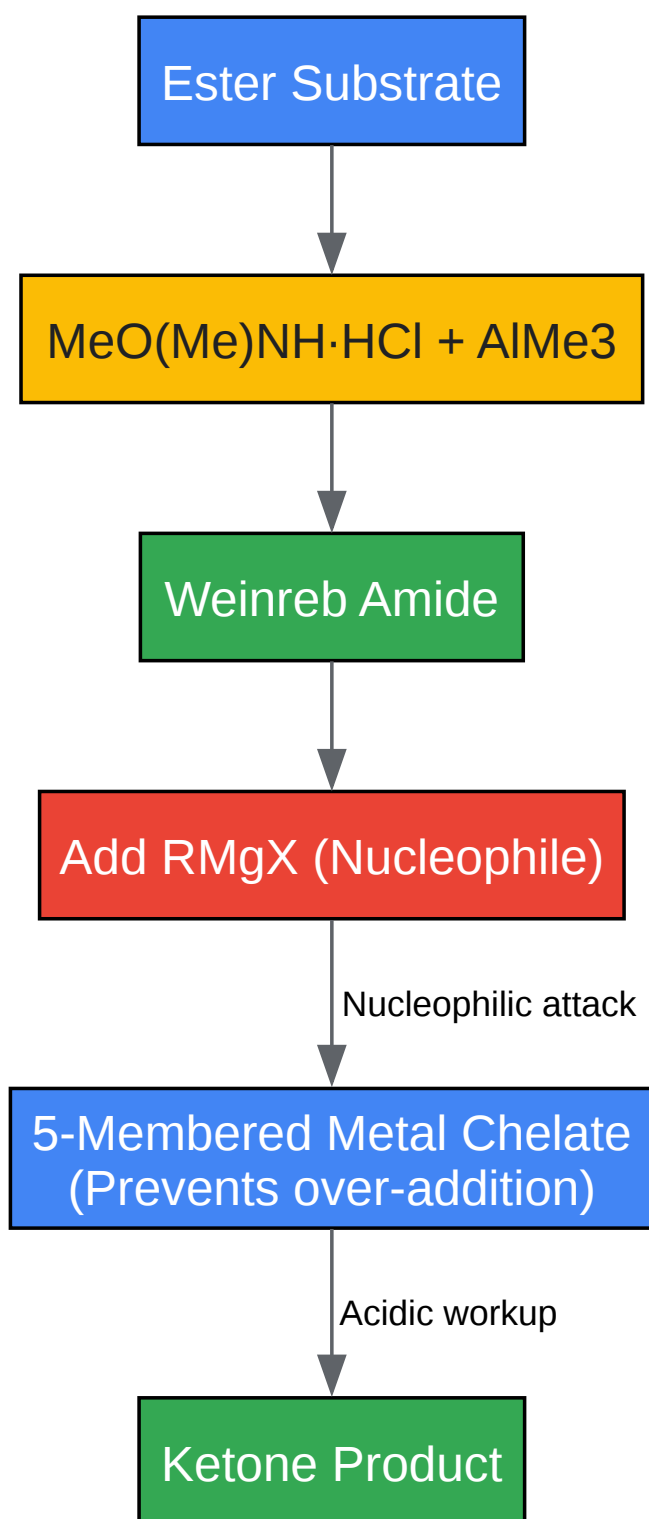 Ester Substrate
MeO(Me)NH·HCl + AlMe3
Weinreb Amide
Add RMgX (Nucleophile)
Nucleophilic attack
5-Membered Metal Chelate
(Prevents over-addition)
Acidic workup
Ketone Product